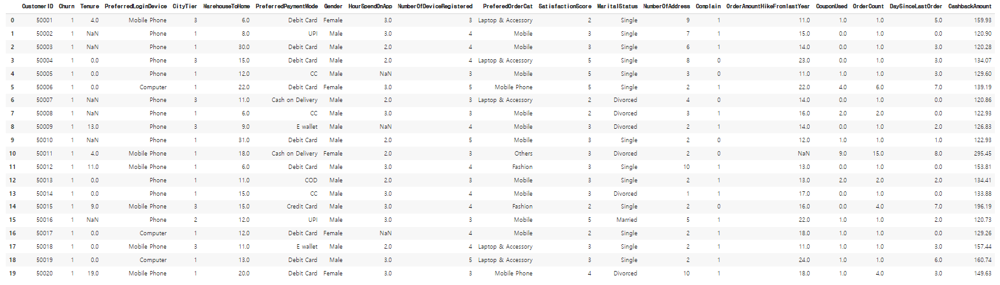 CustomerID Churn Tenure PreferredLoginDevice CityTier WarehouseToHome PreferredPaymentMode Gender HourSpendOnApp NumberOfDeviceRegistered PreferedOrderCat SatisfactionScore MaritalStatus NumberOfAddress Complain OrderAmountHikeFromlastYear CouponUsed OrderCount DaySinceLastOrder CashbackAmount
0 50001 1 4.0 Mobile Phone 3 6.0 Debit Card Female 3.0 3 Laptop & Accessory 2 Single 9 1 11.0 1.0 1.0 5.0 159.93
1 50002 1 NaN Phone 1 8.0 UPI Male 3.0 4 Mobile 3 Single 7 1 15.0 0.0 1.0 0.0 120.90
2 50003 1 NaN Phone 1 30.0 Debit Card Male 2.0 4 Mobile 3 Single 6 1 14.0 0.0 1.0 3.0 120.28
3 50004 1 0.0 Phone 3 15.0 Debit Card Male 2.0 4 Laptop & Accessory 5 Single 8 0 23.0 0.0 1.0 3.0 134.07
4 50005 1 0.0 Phone 1 12.0 CC Male NaN 3 Mobile 5 Single 3 0 11.0 1.0 1.0 3.0 129.60
5 50006 1 0.0 Computer 1 22.0 Debit Card Female 3.0 5 Mobile Phone 5 Single 2 1 22.0 4.0 6.0 7.0 139.19
6 50007 1 NaN Phone 3 11.0 Cash on Delivery Male 2.0 3 Laptop & Accessory 2 Divorced 4 0 14.0 0.0 1.0 0.0 120.86
7 50008 1 NaN Phone 1 6.0 CC Male 3.0 3 Mobile 2 Divorced 3 1 16.0 2.0 2.0 0.0 122.93
8 50009 1 13.0 Phone 3 9.0 E wallet Male NaN 4 Mobile 3 Divorced 2 1 14.0 0.0 1.0 2.0 126.83
9 50010 1 NaN Phone 1 31.0 Debit Card Male 2.0 5 Mobile 3 Single 2 0 12.0 1.0 1.0 1.0 122.93
10 50011 1 4.0 Mobile Phone 1 18.0 Cash on Delivery Female 2.0 3 Others 3 Divorced 2 0 NaN 9.0 15.0 8.0 295.45
11 50012 1 11.0 Mobile Phone 1 6.0 Debit Card Male 3.0 4 Fashion 3 Single 10 1 13.0 0.0 1.0 0.0 153.81
12 50013 1 0.0 Phone 1 11.0 COD Male 2.0 3 Mobile 3 Single 2 1 13.0 2.0 2.0 2.0 134.41
13 50014 1 0.0 Phone 1 15.0 CC Male 3.0 4 Mobile 3 Divorced 1 1 17.0 0.0 1.0 0.0 133.88
14 50015 1 9.0 Mobile Phone 3 15.0 Credit Card Male 3.0 4 Fashion 2 Single 2 0 16.0 0.0 4.0 7.0 196.19
15 50016 1 NaN Phone 2 12.0 UPI Male 3.0 3 Mobile 5 Married 5 1 22.0 1.0 1.0 2.0 120.73
16 50017 1 0.0 Computer 1 12.0 Debit Card Female NaN 4 Mobile 2 Single 2 1 18.0 1.0 1.0 0.0 129.26
17 50018 1 0.0 Mobile Phone 3 11.0 E wallet Male 2.0 4 Laptop & Accessory 3 Single 2 1 11.0 1.0 1.0 3.0 157.44
18 50019 1 0.0 Computer 1 13.0 Debit Card Male 3.0 5 Laptop & Accessory 3 Single 2 1 24.0 1.0 1.0 6.0 160.74
19 50020 1 19.0 Mobile Phone 1 20.0 Debit Card Female 3.0 3 Mobile Phone 4 Divorced 10 1 18.0 1.0 4.0 3.0 149.63